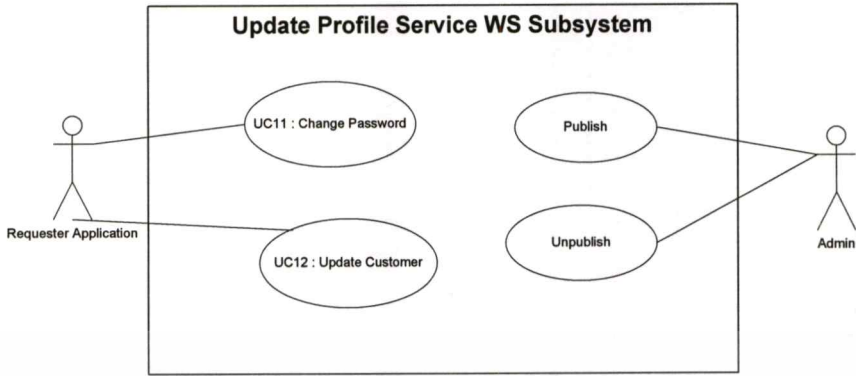 Update Profile Service WS Subsystem
UC11 : Change Password
Publish
Requester Application
UC12 : Update Customer
Unpublish
Admin